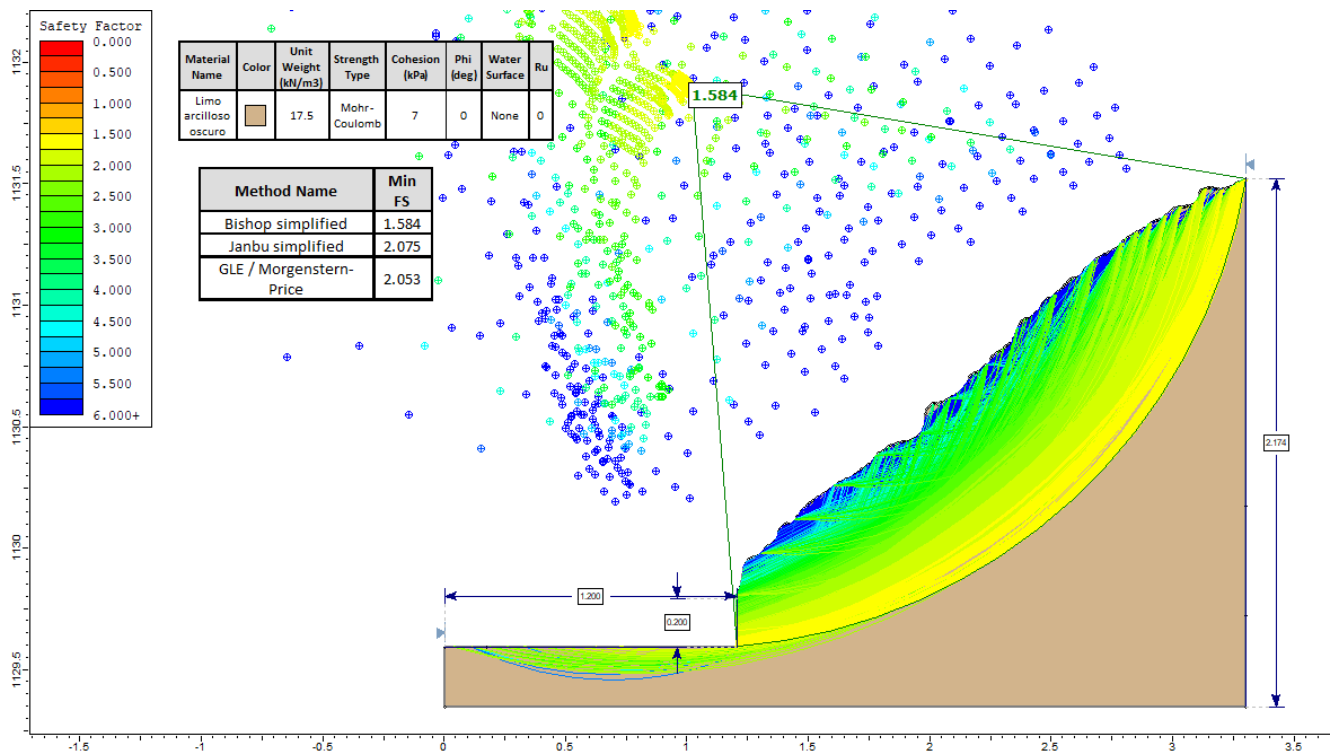 Safety Factor
0.000
0.500
1.000
1.500
2.000
2.500
3.000
3.500
4.000
4.500
5.000
5.500
6.000+
Material Name Color Unit Weight (kN/m3) Strength Type Cohesion (kPa) Phi (deg) Water Surface Ru
Limo arcilloso oscuro 17.5 Mohr-Coulomb 7 0 None 0
Method Name Min FS
Bishop simplified 1.584
Janbu simplified 2.075
GLE / Morgenstern-Price 2.053
1.584
2.174
1.200
0.200
1132
1131.5
1131
1130.5
1130
1129.5
-1.5 -1 -0.5 0 0.5 1 1.5 2 2.5 3 3.5